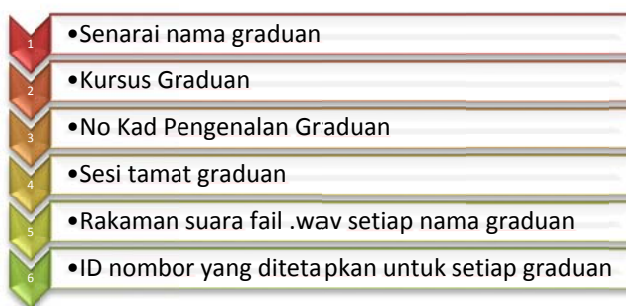 1 •Senarai nama graduan
2 •Kursus Graduan
3 •No Kad Pengenalan Graduan
4 •Sesi tamat graduan
5 •Rakaman suara fail .wav setiap nama graduan
6 •ID nombor yang ditetapkan untuk setiap graduan